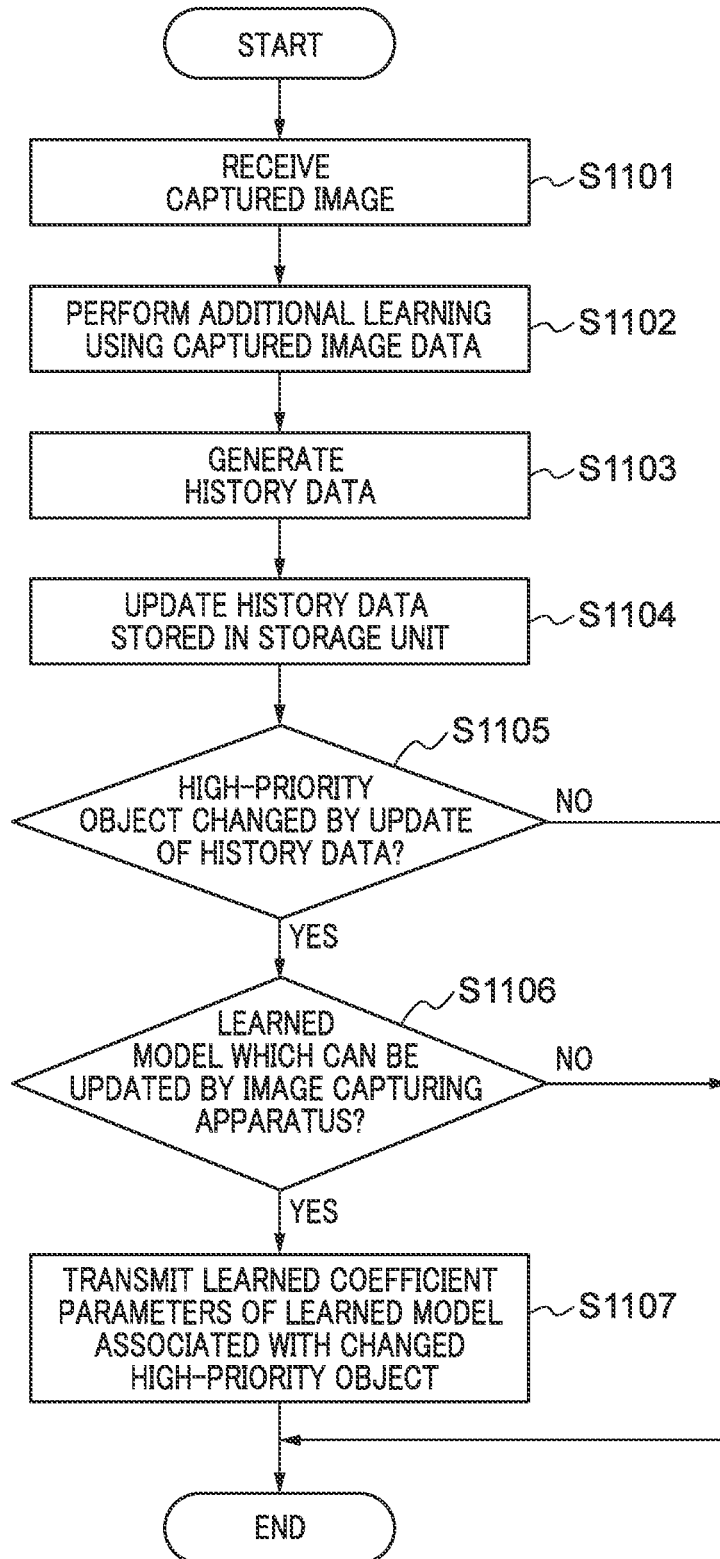 START
RECEIVE
CAPTURED IMAGE
S1101
PERFORM ADDITIONAL LEARNING
USING CAPTURED IMAGE DATA
S1102
GENERATE
HISTORY DATA
S1103
UPDATE HISTORY DATA
STORED IN STORAGE UNIT
S1104
S1105
HIGH-PRIORITY
OBJECT CHANGED BY UPDATE
OF HISTORY DATA?
NO
YES
S1106
LEARNED
MODEL WHICH CAN BE
UPDATED BY IMAGE CAPTURING
APPARATUS?
NO
YES
TRANSMIT LEARNED COEFFICIENT
PARAMETERS OF LEARNED MODEL
ASSOCIATED WITH CHANGED
HIGH-PRIORITY OBJECT
S1107
END